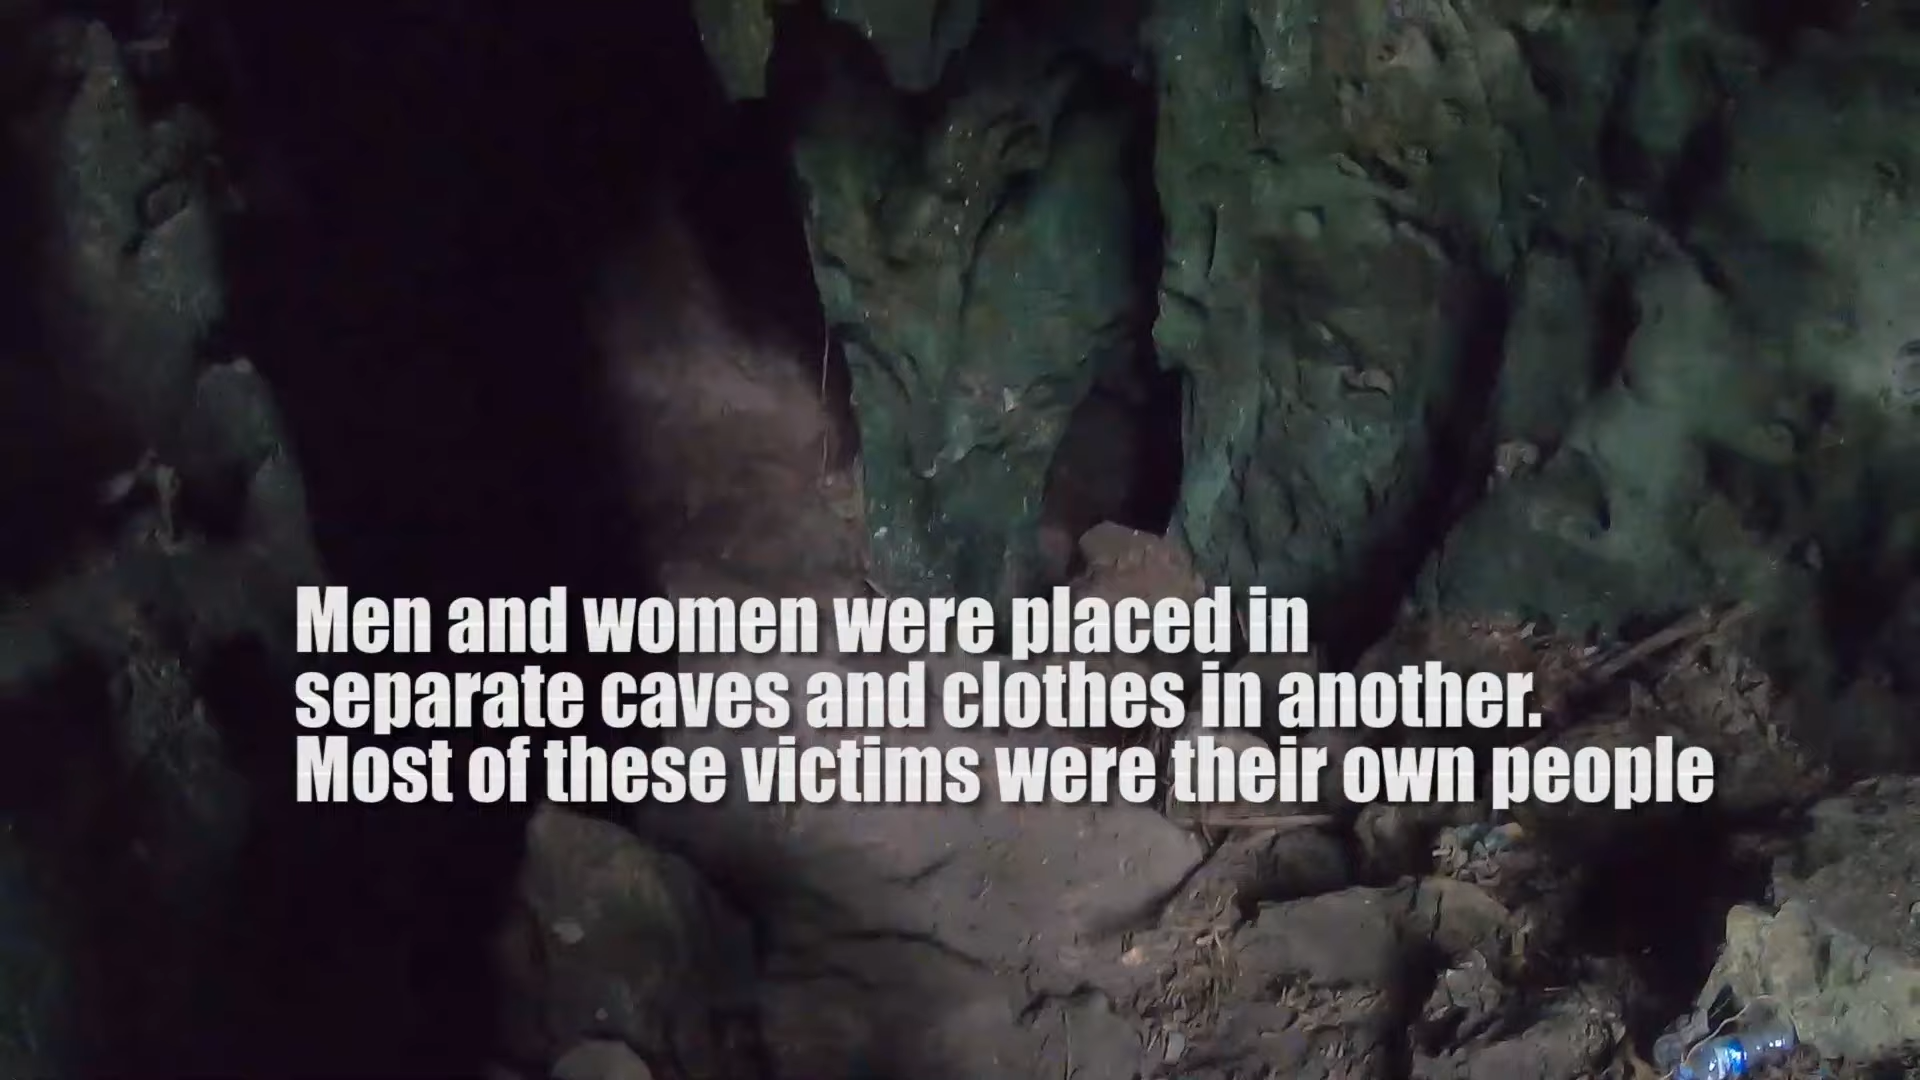 Men and women were placed in
separate caves and clothes in another.
Most of these victims were their own people